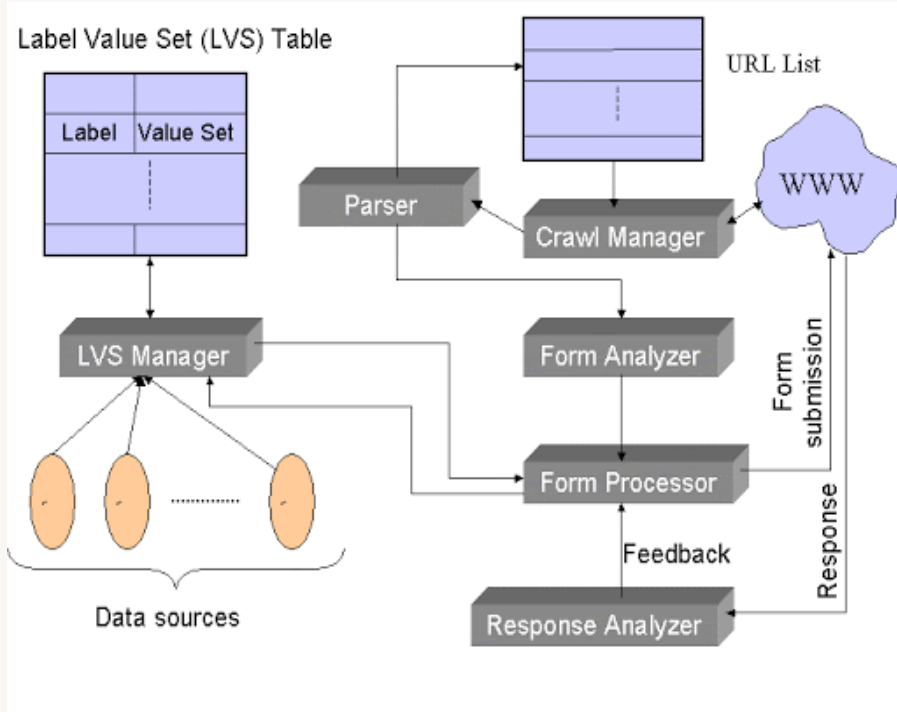 Label Value Set (LVS) Table
URL List
Label
Value Set
WWW
Parser
Crawl Manager
LVS Manager
Form Analyzer
Form
submission
Form Processor
Response
Feedback
Data sources
Response Analyzer